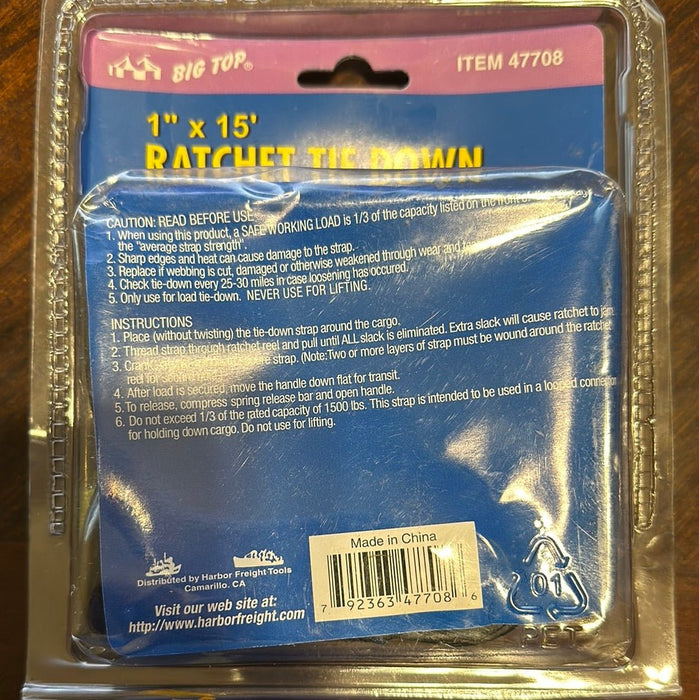 BIG TOP®
ITEM 47708
1" x 15'
RATCHET TIE DOWN
CAUTION: READ BEFORE USE
1. When using this product, a SAFE WORKING LOAD is 1/3 of the capacity listed on the front of
the "average strap strength".
2. Sharp edges and heat can cause damage to the strap.
3. Replace if webbing is cut, damaged or otherwise weakened through wear and
4. Check tie-down every 25-30 miles in case loosening has occured.
5. Only use for load tie-down. NEVER USE FOR LIFTING.
INSTRUCTIONS
1. Place (without twisting) the tie-down strap around the cargo.
2. Thread strap through ratchet reel and pull until ALL slack is eliminated. Extra slack will cause ratchet to jam
3. Crank strap. (Note:Two or more layers of strap must be wound around the ratchet
reel for
4. After load is secured, move the handle down flat for transit.
5. To release, compress spring release bar and open handle.
6. Do not exceed 1/3 of the rated capacity of 1500 lbs. This strap is intended to be used in a looped connection
for holding down cargo. Do not use for lifting.
Distributed by Harbor Freight Tools
Camarillo. CA
Visit our web site at:
http://www.harborfreight.com
Made in China
7 92363 47708 6
01
PET